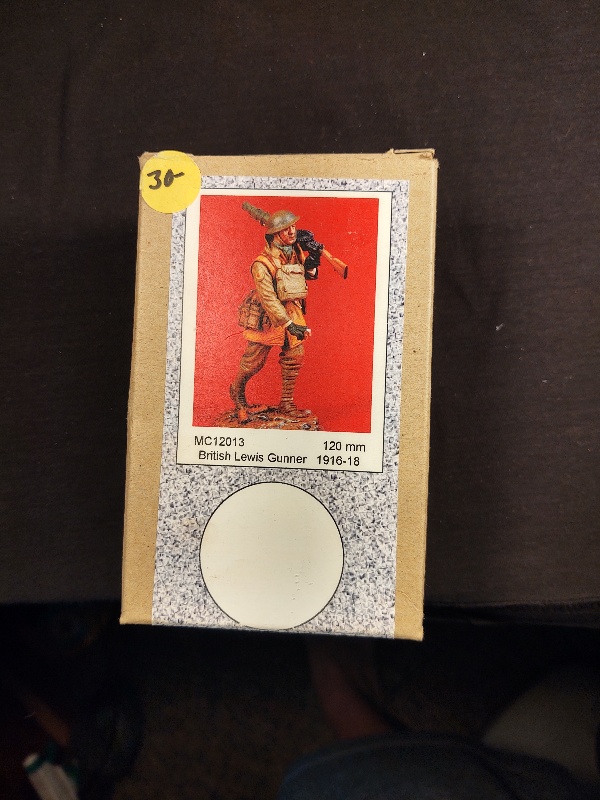 30-
MC12013 120 mm
British Lewis Gunner 1916-18